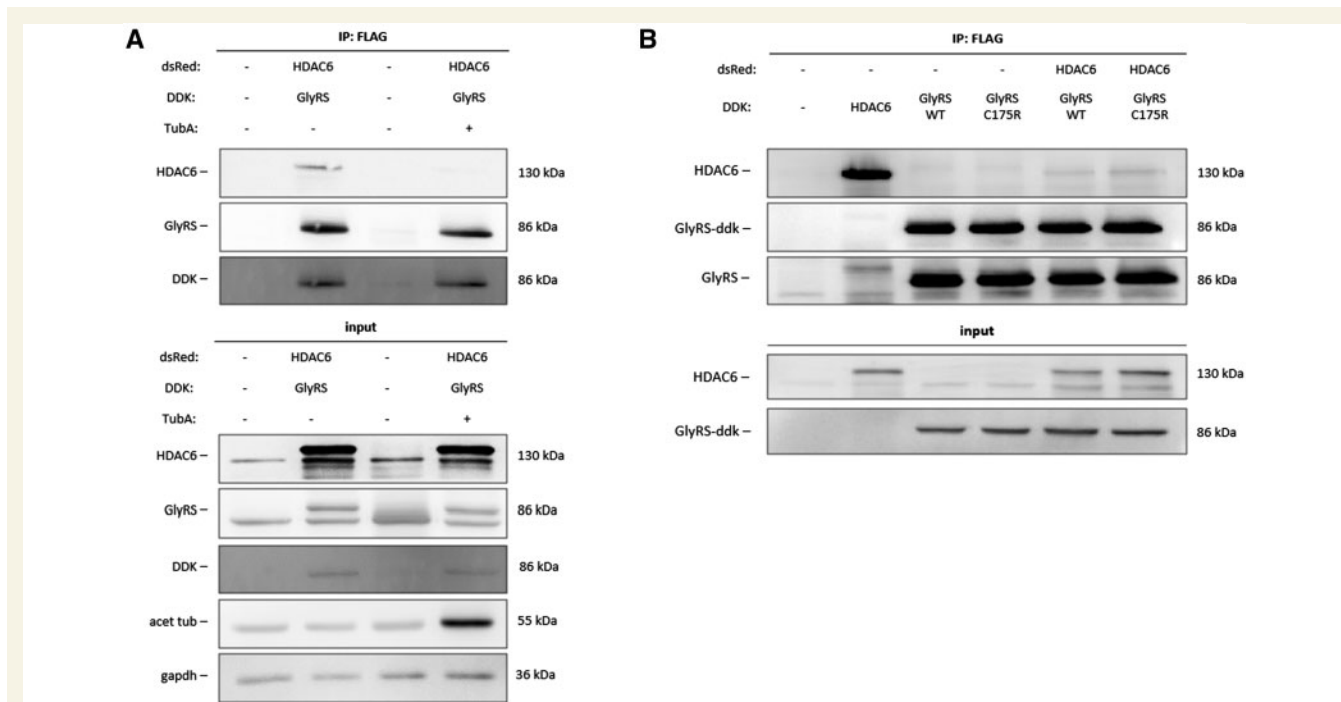 A
IP: FLAG
dsRed: - HDAC6 - HDAC6
DDK: - GlyRS - GlyRS
TubA: - - - +
HDAC6 – 130 kDa
GlyRS – 86 kDa
DDK – 86 kDa
input
dsRed: - HDAC6 - HDAC6
DDK: - GlyRS - GlyRS
TubA: - - - +
HDAC6 – 130 kDa
GlyRS – 86 kDa
DDK – 86 kDa
acet tub – 55 kDa
gapdh – 36 kDa
B
IP: FLAG
dsRed: - - - - HDAC6 HDAC6
DDK: - HDAC6 GlyRS WT GlyRS C175R GlyRS WT GlyRS C175R
HDAC6 – 130 kDa
GlyRS-ddk – 86 kDa
GlyRS – 86 kDa
input
HDAC6 – 130 kDa
GlyRS-ddk – 86 kDa